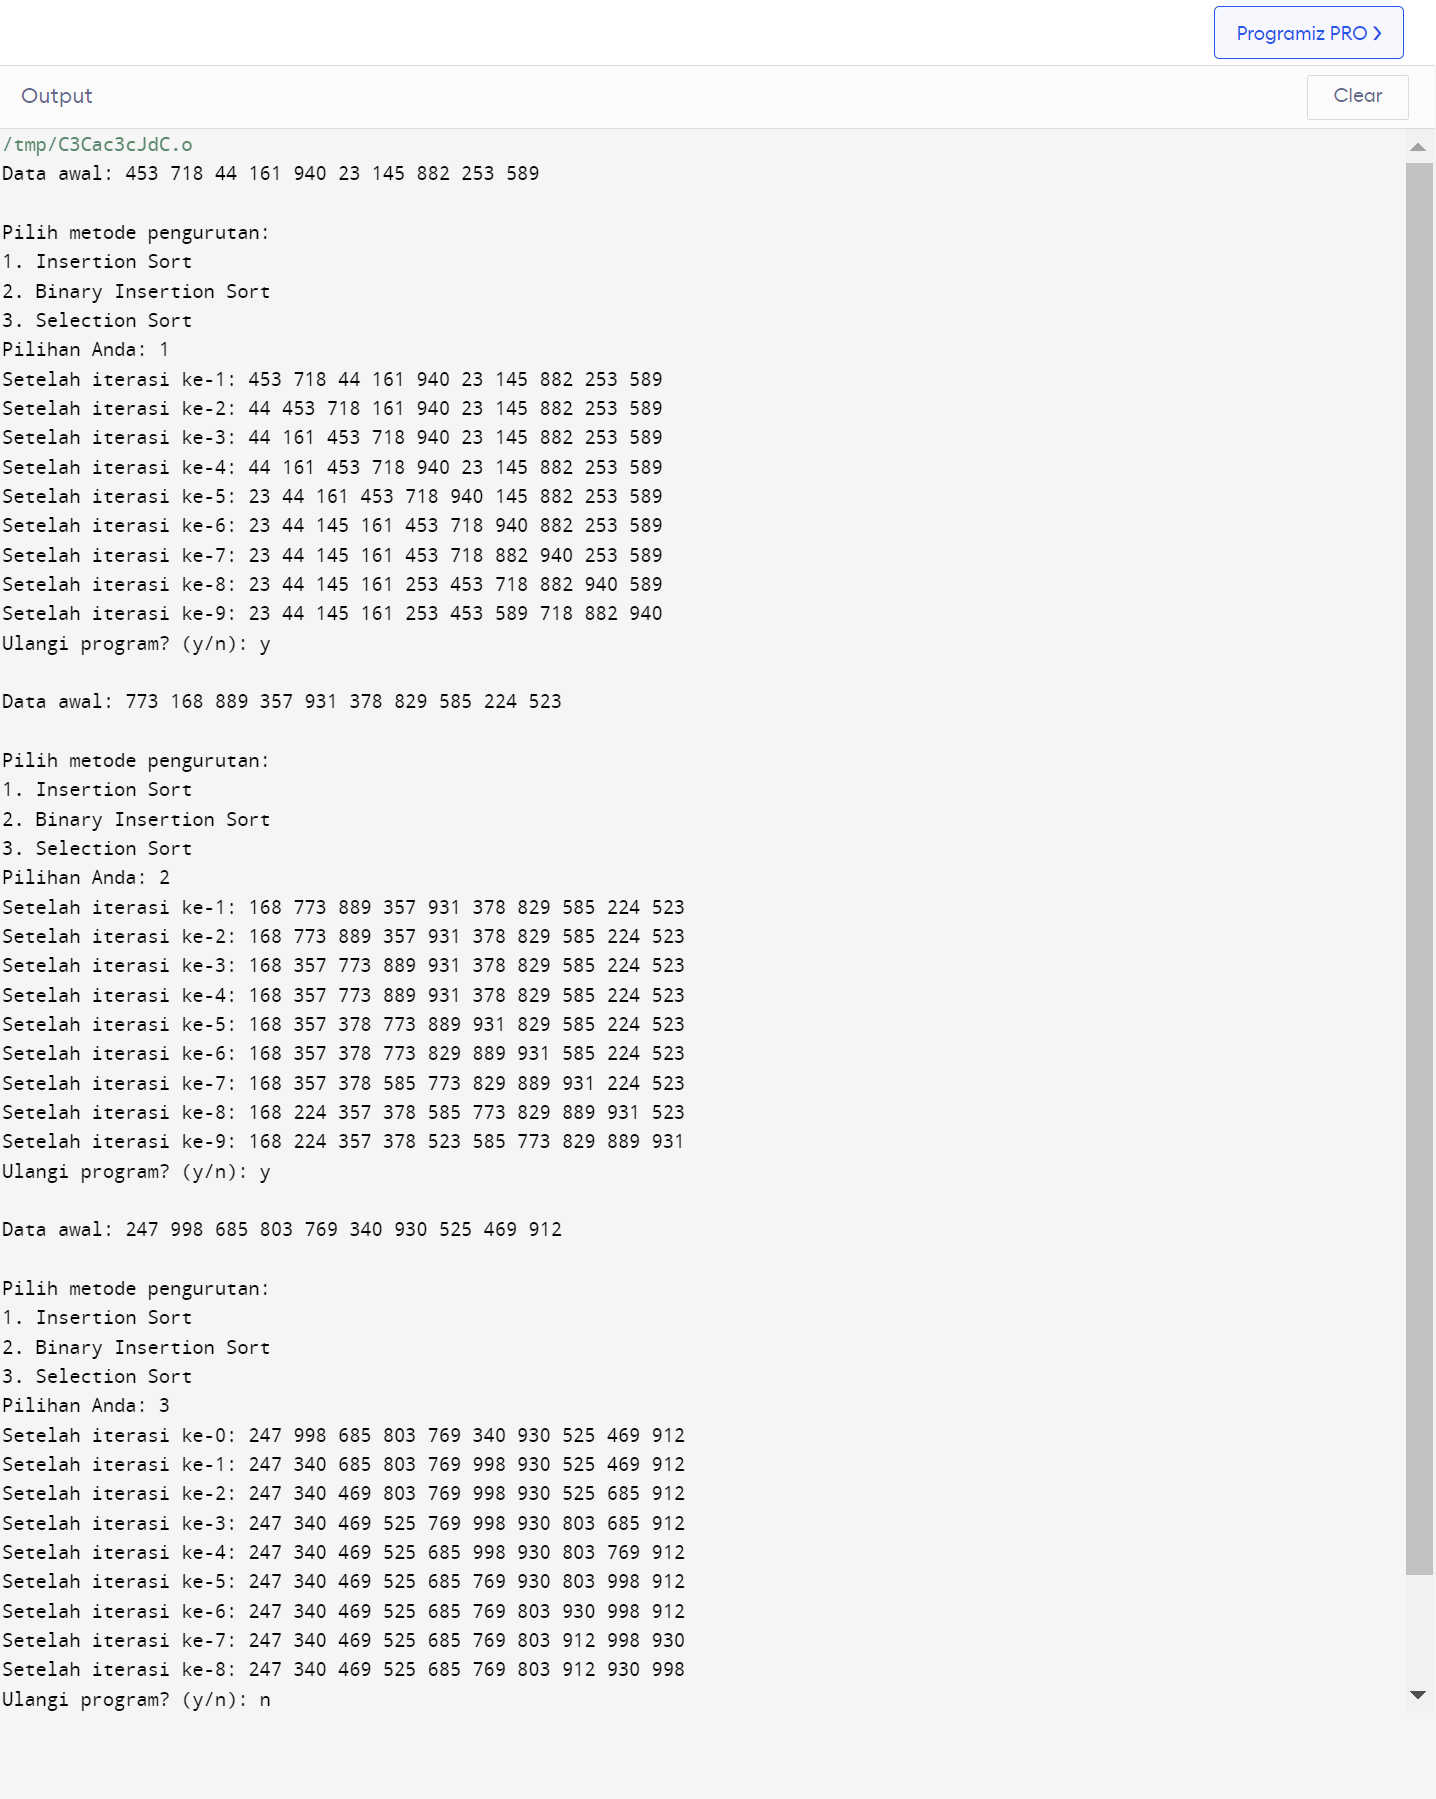 Programiz PRO ❯
Output
Clear
/tmp/C3Cac3cJdC.o
Data awal: 453 718 44 161 940 23 145 882 253 589
Pilih metode pengurutan:
1. Insertion Sort
2. Binary Insertion Sort
3. Selection Sort
Pilihan Anda: 1
Setelah iterasi ke-1: 453 718 44 161 940 23 145 882 253 589
Setelah iterasi ke-2: 44 453 718 161 940 23 145 882 253 589
Setelah iterasi ke-3: 44 161 453 718 940 23 145 882 253 589
Setelah iterasi ke-4: 44 161 453 718 940 23 145 882 253 589
Setelah iterasi ke-5: 23 44 161 453 718 940 145 882 253 589
Setelah iterasi ke-6: 23 44 145 161 453 718 940 882 253 589
Setelah iterasi ke-7: 23 44 145 161 453 718 882 940 253 589
Setelah iterasi ke-8: 23 44 145 161 253 453 718 882 940 589
Setelah iterasi ke-9: 23 44 145 161 253 453 589 718 882 940
Ulangi program? (y/n): y
Data awal: 773 168 889 357 931 378 829 585 224 523
Pilih metode pengurutan:
1. Insertion Sort
2. Binary Insertion Sort
3. Selection Sort
Pilihan Anda: 2
Setelah iterasi ke-1: 168 773 889 357 931 378 829 585 224 523
Setelah iterasi ke-2: 168 773 889 357 931 378 829 585 224 523
Setelah iterasi ke-3: 168 357 773 889 931 378 829 585 224 523
Setelah iterasi ke-4: 168 357 773 889 931 378 829 585 224 523
Setelah iterasi ke-5: 168 357 378 773 889 931 829 585 224 523
Setelah iterasi ke-6: 168 357 378 773 829 889 931 585 224 523
Setelah iterasi ke-7: 168 357 378 585 773 829 889 931 224 523
Setelah iterasi ke-8: 168 224 357 378 585 773 829 889 931 523
Setelah iterasi ke-9: 168 224 357 378 523 585 773 829 889 931
Ulangi program? (y/n): y
Data awal: 247 998 685 803 769 340 930 525 469 912
Pilih metode pengurutan:
1. Insertion Sort
2. Binary Insertion Sort
3. Selection Sort
Pilihan Anda: 3
Setelah iterasi ke-0: 247 998 685 803 769 340 930 525 469 912
Setelah iterasi ke-1: 247 340 685 803 769 998 930 525 469 912
Setelah iterasi ke-2: 247 340 469 803 769 998 930 525 685 912
Setelah iterasi ke-3: 247 340 469 525 769 998 930 803 685 912
Setelah iterasi ke-4: 247 340 469 525 685 998 930 803 769 912
Setelah iterasi ke-5: 247 340 469 525 685 769 930 803 998 912
Setelah iterasi ke-6: 247 340 469 525 685 769 803 930 998 912
Setelah iterasi ke-7: 247 340 469 525 685 769 803 912 998 930
Setelah iterasi ke-8: 247 340 469 525 685 769 803 912 930 998
Ulangi program? (y/n): n